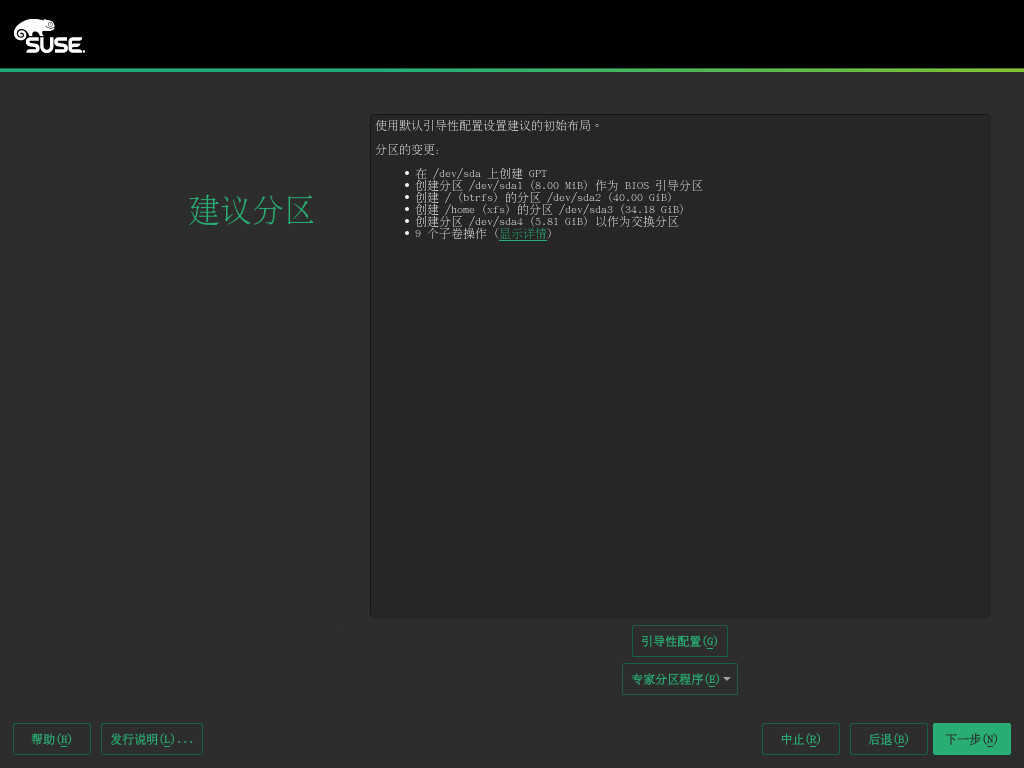 SUSE.
建议分区
使用默认引导性配置设置建议的初始布局。
分区的变更:
在 /dev/sda 上创建 GPT
创建分区 /dev/sda1 (8.00 MiB) 作为 BIOS 引导分区
创建 / (btrfs) 的分区 /dev/sda2 (40.00 GiB)
创建 /home (xfs) 的分区 /dev/sda3 (34.18 GiB)
创建分区 /dev/sda4 (5.81 GiB) 以作为交换分区
9 个子卷操作 (显示详情)
引导性配置(G)
专家分区程序(E)
帮助(H)
发行说明(L)...
中止(R)
后退(B)
下一步(N)